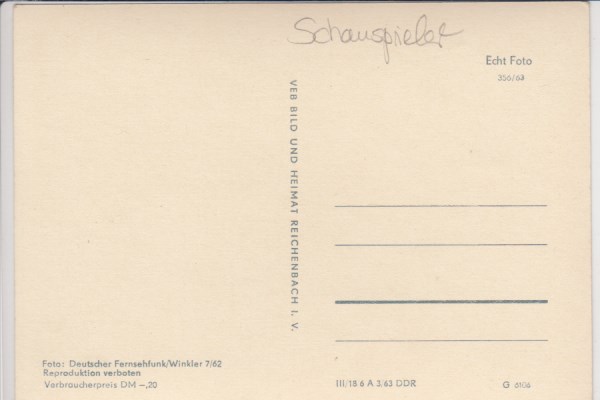 Schauspieler
Echt Foto
356/63
VEB BILD UND HEIMAT REICHENBACH I. V.
Foto: Deutscher Fernsehfunk/Winkler 7/62
Reproduktion verboten
Verbraucherpreis DM –,20
III/18 6 A 3/63 DDR
G